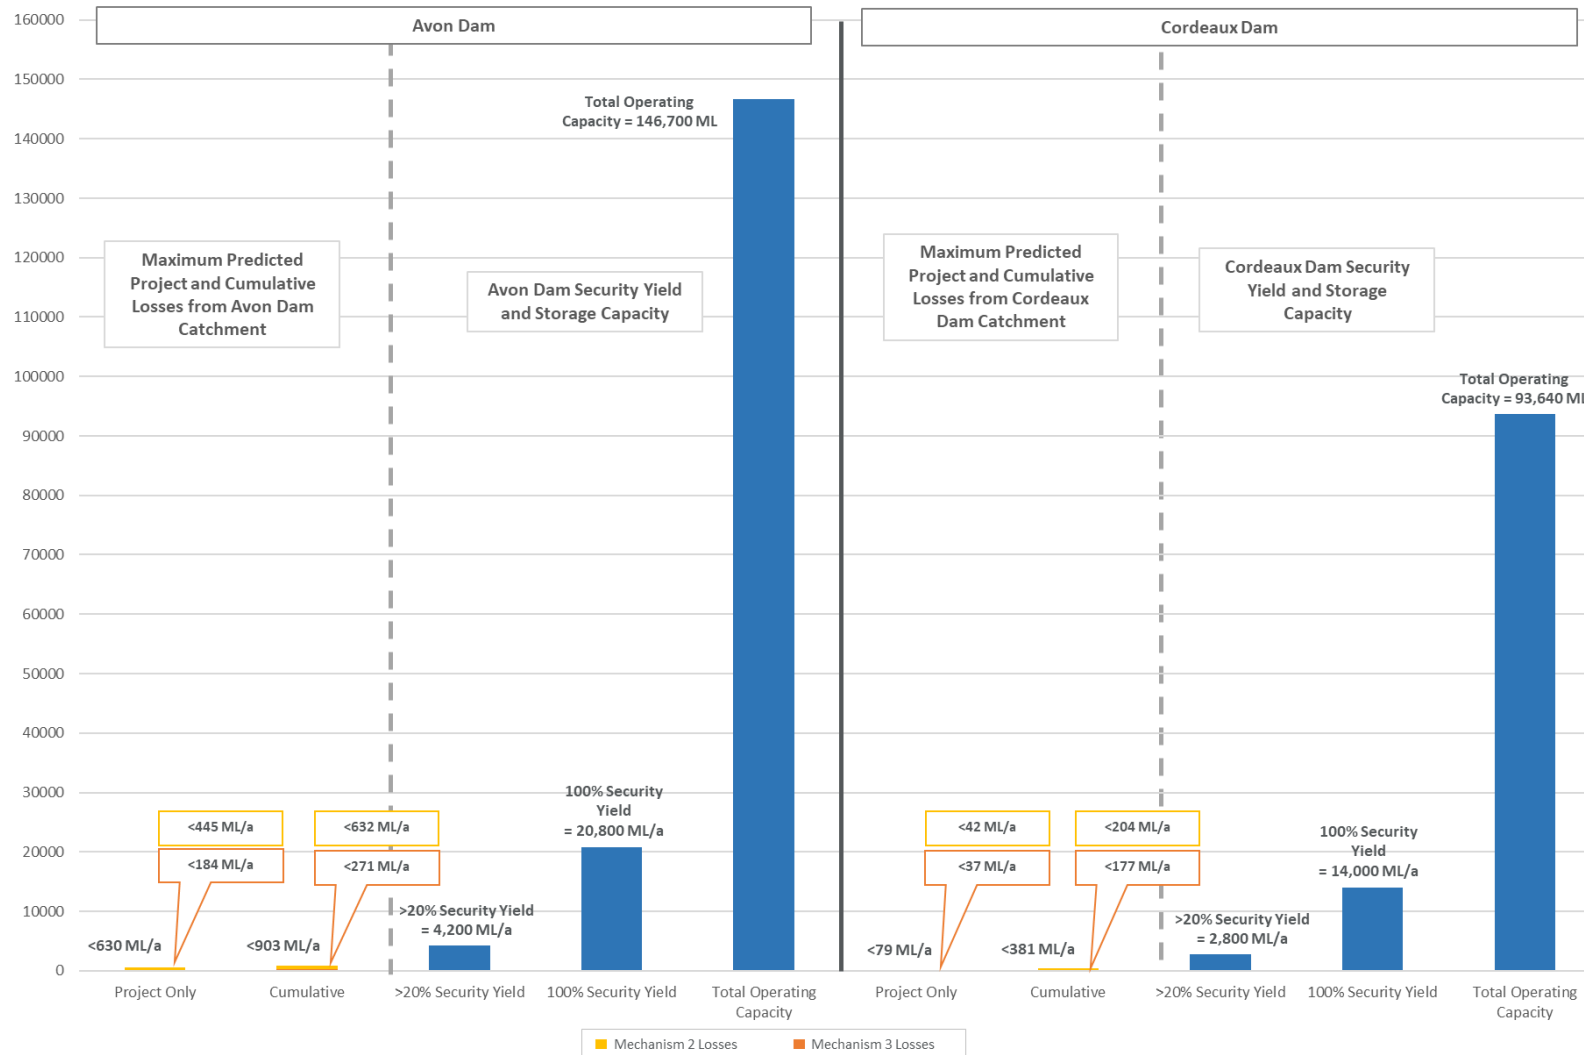 160000
150000
140000
130000
120000
110000
100000
90000
80000
70000
60000
50000
40000
30000
20000
10000
0
Avon Dam
Total Operating
Capacity = 146,700 ML
Maximum Predicted
Project and Cumulative
Losses from Avon Dam
Catchment
Avon Dam Security Yield
and Storage Capacity
<445 ML/a
<184 ML/a
<632 ML/a
<271 ML/a
<630 ML/a
<903 ML/a
>20% Security Yield
= 4,200 ML/a
100% Security
Yield
= 20,800 ML/a
Project Only
Cumulative
>20% Security Yield
100% Security Yield
Total Operating
Capacity
Cordeaux Dam
Maximum Predicted
Project and Cumulative
Losses from Cordeaux
Dam Catchment
Cordeaux Dam Security
Yield and Storage
Capacity
Total Operating
Capacity = 93,640 ML
<42 ML/a
<37 ML/a
<204 ML/a
<177 ML/a
<79 ML/a
<381 ML/a
>20% Security Yield
= 2,800 ML/a
100% Security
Yield
= 14,000 ML/a
Project Only
Cumulative
>20% Security Yield
100% Security Yield
Total Operating
Capacity
Mechanism 2 Losses
Mechanism 3 Losses